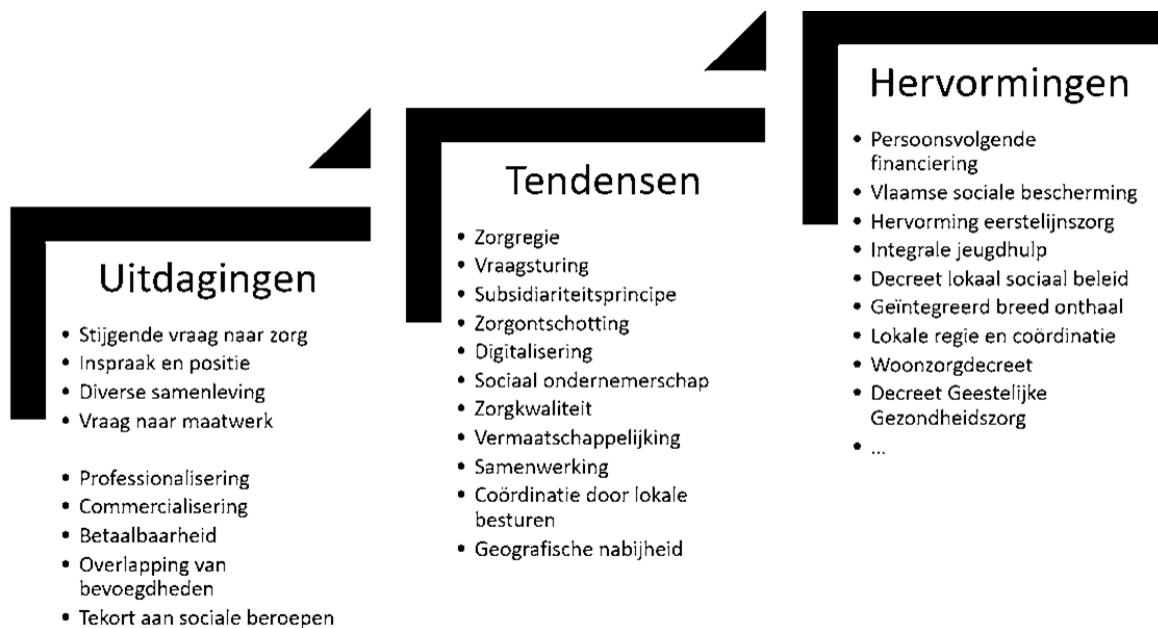 Uitdagingen
• Stijgende vraag naar zorg
• Inspraak en positie
• Diverse samenleving
• Vraag naar maatwerk
• Professionalisering
• Commercialisering
• Betaalbaarheid
• Overlapping van
bevoegdheden
• Tekort aan sociale beroepen
Tendensen
• Zorgregie
• Vraagsturing
• Subsidiariteitsprincipe
• Zorgontschotting
• Digitalisering
• Sociaal ondernemerschap
• Zorgkwaliteit
• Vermaatschappelijking
• Samenwerking
• Coördinatie door lokale
besturen
• Geografische nabijheid
Hervormingen
• Persoonsvolgende
financiering
• Vlaamse sociale bescherming
• Hervorming eerstelijnszorg
• Integrale jeugdhulp
• Decreet lokaal sociaal beleid
• Geïntegreerd breed onthaal
• Lokale regie en coördinatie
• Woonzorgdecreet
• Decreet Geestelijke
Gezondheidszorg
• ...